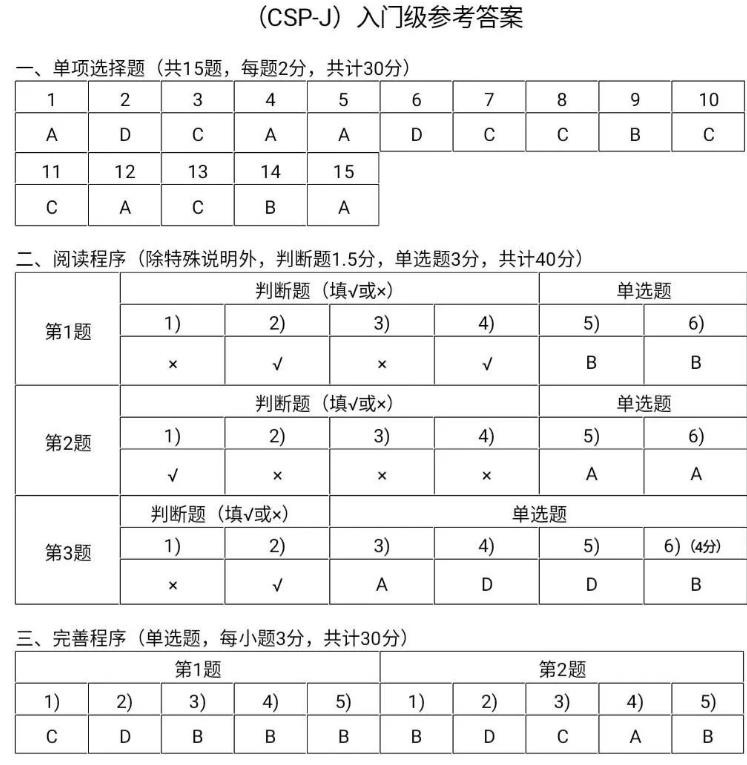 （CSP-J）入门级参考答案
一、单项选择题（共15题，每题2分，共计30分）
1 2 3 4 5 6 7 8 9 10
A D C A A D C C B C
11 12 13 14 15
C A C B A
二、阅读程序（除特殊说明外，判断题1.5分，单选题3分，共计40分）
第1题
判断题（填√或×） 单选题
1) 2) 3) 4) 5) 6)
× √ × √ B B
第2题
判断题（填√或×） 单选题
1) 2) 3) 4) 5) 6)
√ × × × A A
第3题
判断题（填√或×） 单选题
1) 2) 3) 4) 5) 6)（4分）
× √ A D D B
三、完善程序（单选题，每小题3分，共计30分）
第1题 第2题
1) 2) 3) 4) 5) 1) 2) 3) 4) 5)
C D B B B B D C A B